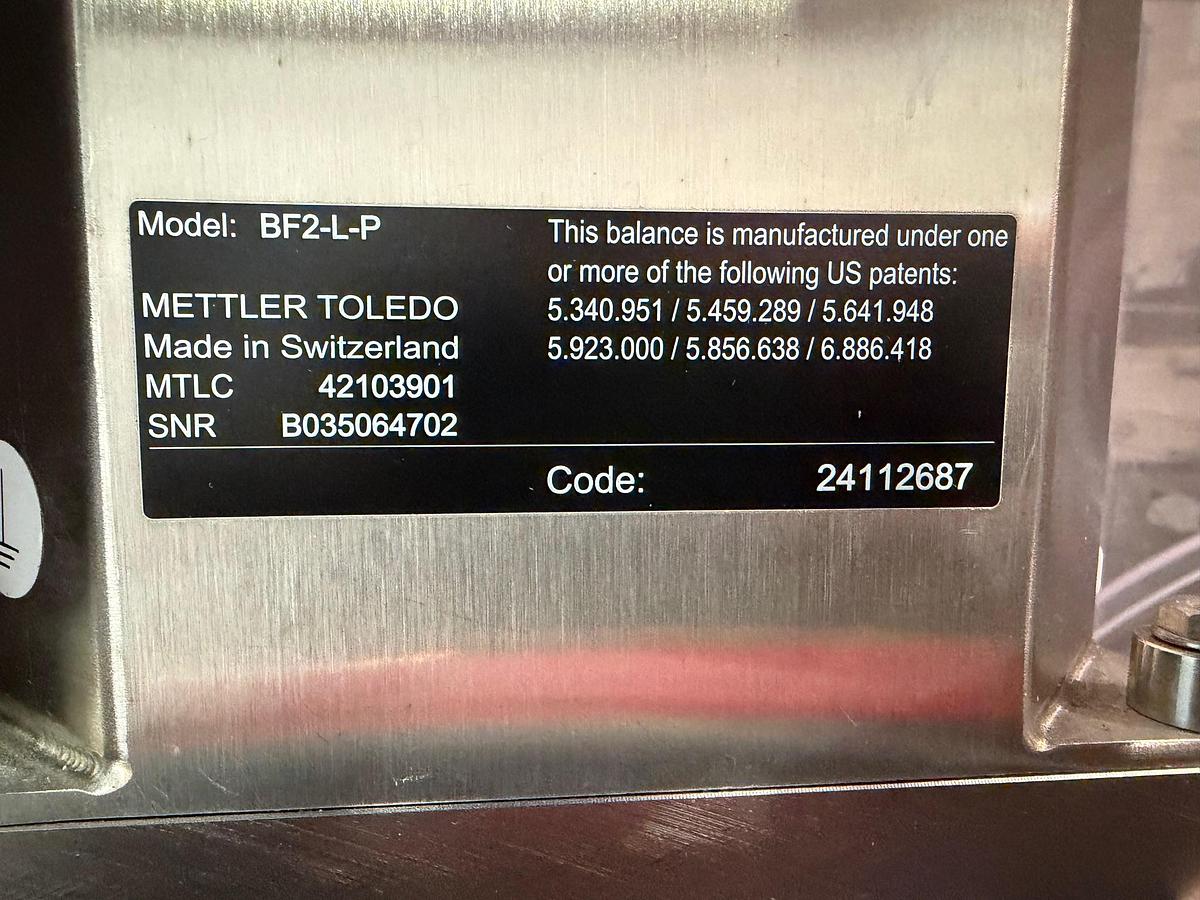 Model: BF2-L-P
METTLER TOLEDO
Made in Switzerland
MTLC 42103901
SNR B035064702
This balance is manufactured under one
or more of the following US patents:
5.340.951 / 5.459.289 / 5.641.948
5.923.000 / 5.856.638 / 6.886.418
Code: 24112687